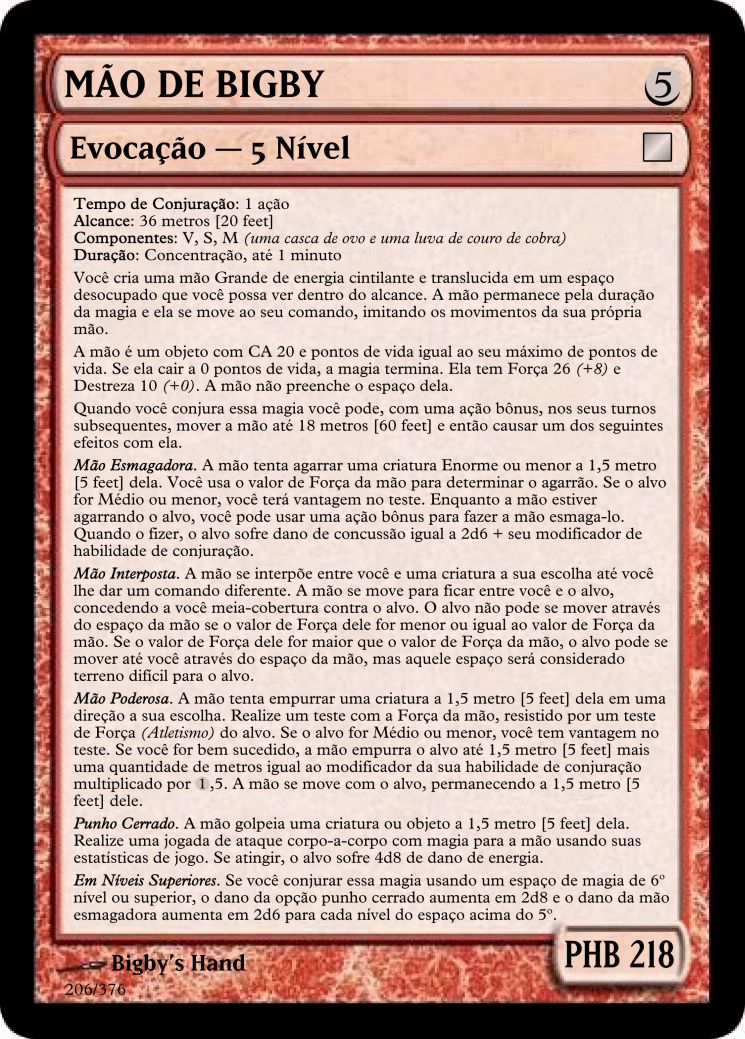 MÃO DE BIGBY
5
Evocação — 5 Nível
Tempo de Conjuração: 1 ação
Alcance: 36 metros [20 feet]
Componentes: V, S, M (uma casca de ovo e uma luva de couro de cobra)
Duração: Concentração, até 1 minuto
Você cria uma mão Grande de energia cintilante e translucida em um espaço
desocupado que você possa ver dentro do alcance. A mão permanece pela duração
da magia e ela se move ao seu comando, imitando os movimentos da sua própria
mão.
A mão é um objeto com CA 20 e pontos de vida igual ao seu máximo de pontos de
vida. Se ela cair a 0 pontos de vida, a magia termina. Ela tem Força 26 (+8) e
Destreza 10 (+0). A mão não preenche o espaço dela.
Quando você conjura essa magia você pode, com uma ação bônus, nos seus turnos
subsequentes, mover a mão até 18 metros [60 feet] e então causar um dos seguintes
efeitos com ela.
Mão Esmagadora. A mão tenta agarrar uma criatura Enorme ou menor a 1,5 metro
[5 feet] dela. Você usa o valor de Força da mão para determinar o agarrão. Se o alvo
for Médio ou menor, você terá vantagem no teste. Enquanto a mão estiver
agarrando o alvo, você pode usar uma ação bônus para fazer a mão esmaga-lo.
Quando o fizer, o alvo sofre dano de concussão igual a 2d6 + seu modificador de
habilidade de conjuração.
Mão Interposta. A mão se interpõe entre você e uma criatura a sua escolha até você
lhe dar um comando diferente. A mão se move para ficar entre você e o alvo,
concedendo a você meia-cobertura contra o alvo. O alvo não pode se mover através
do espaço da mão se o valor de Força dele for menor ou igual ao valor de Força da
mão. Se o valor de Força dele for maior que o valor de Força da mão, o alvo pode se
mover até você através do espaço da mão, mas aquele espaço será considerado
terreno difícil para o alvo.
Mão Poderosa. A mão tenta empurrar uma criatura a 1,5 metro [5 feet] dela em uma
direção a sua escolha. Realize um teste com a Força da mão, resistido por um teste
de Força (Atletismo) do alvo. Se o alvo for Médio ou menor, você tem vantagem no
teste. Se você for bem sucedido, a mão empurra o alvo até 1,5 metro [5 feet] mais
uma quantidade de metros igual ao modificador da sua habilidade de conjuração
multiplicado por 1,5. A mão se move com o alvo, permanecendo a 1,5 metro [5
feet] dele.
Punho Cerrado. A mão golpeia uma criatura ou objeto a 1,5 metro [5 feet] dela.
Realize uma jogada de ataque corpo-a-corpo com magia para a mão usando suas
estatísticas de jogo. Se atingir, o alvo sofre 4d8 de dano de energia.
Em Níveis Superiores. Se você conjurar essa magia usando um espaço de magia de 6º
nível ou superior, o dano da opção punho cerrado aumenta em 2d8 e o dano da mão
esmagadora aumenta em 2d6 para cada nível do espaço acima do 5º.
PHB 218
Bigby's Hand
206/376